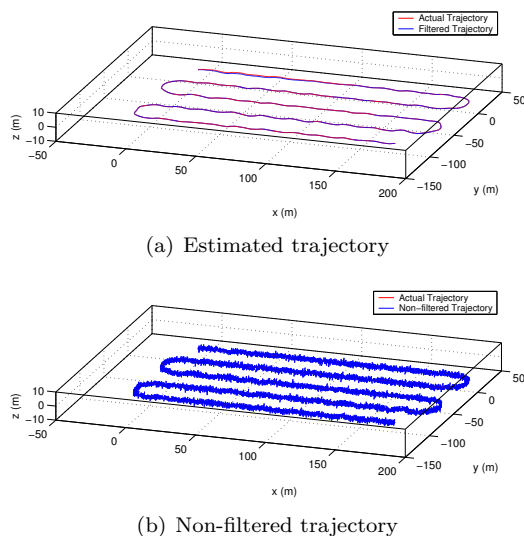 Actual Trajectory
Filtered Trajectory
10
0
−10
z (m)
−50
0
50
100
150
200
x (m)
−150
−100
−50
0
50
y (m)
(a) Estimated trajectory
Actual Trajectory
Non−filtered Trajectory
10
0
−10
z (m)
−50
0
50
100
150
200
x (m)
−150
−100
−50
0
50
y (m)
(b) Non-filtered trajectory